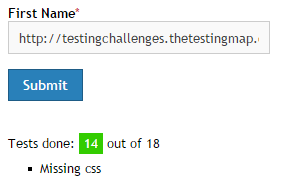 First Name*
http://testingchallenges.thetestingmap.
Submit
Tests done: 14 out of 18
Missing css